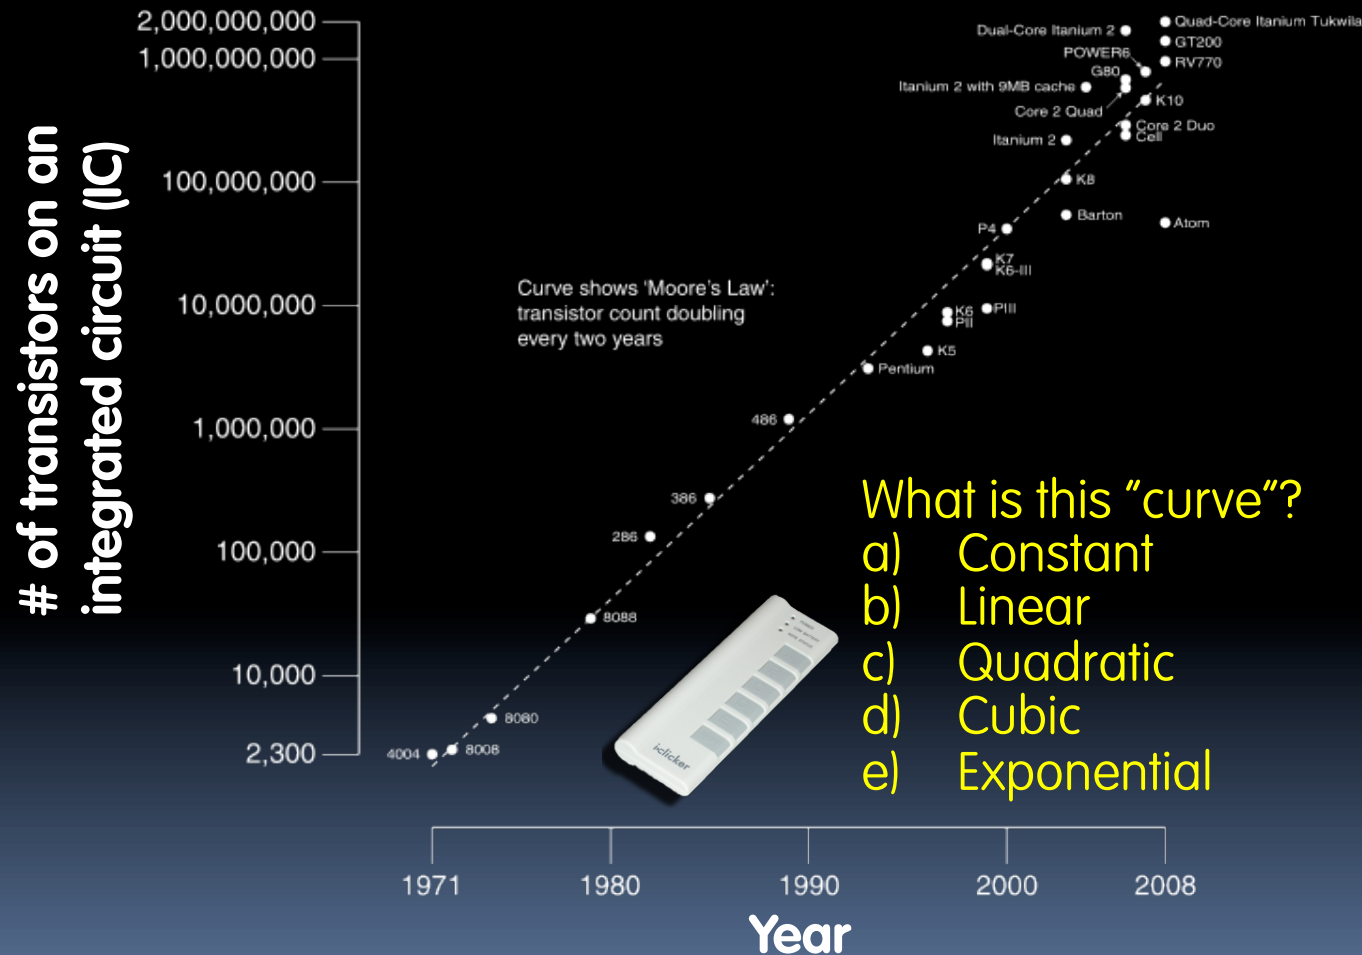 # of transistors on an
integrated circuit (IC)
2,000,000,000
1,000,000,000
100,000,000
10,000,000
1,000,000
100,000
10,000
2,300
Quad-Core Itanium Tukwila
Dual-Core Itanium 2
GT200
POWER6
RV770
G80
Itanium 2 with 9MB cache
K10
Core 2 Quad
Core 2 Duo
Cell
Itanium 2
K8
Barton
Atom
P4
K7
K6-III
PIII
K6
PII
K5
Pentium
486
386
286
8088
8080
8008
4004
Curve shows ‘Moore’s Law’:
transistor count doubling
every two years
What is this “curve”?
a) Constant
b) Linear
c) Quadratic
d) Cubic
e) Exponential
i>clicker
1971
1980
1990
2000
2008
Year